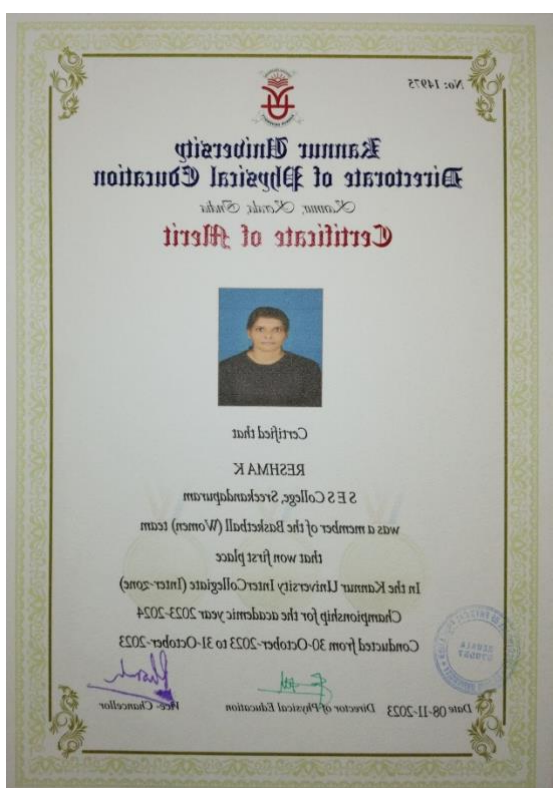 No: 14975
Kannur University
Directorate of Physical Education
Kannur, Kerala, India
Certificate of Merit
Certified that
RESHMA K
S E S College, Sreekandapuram
was a member of the Basketball (Women) team
that won first place
In the Kannur University InterCollegiate (Inter-zone)
Championship for the academic year 2023-2024
Conducted from 30-October-2023 to 31-October-2023
Date 08-11-2023 Director of Physical Education Vice- Chancellor